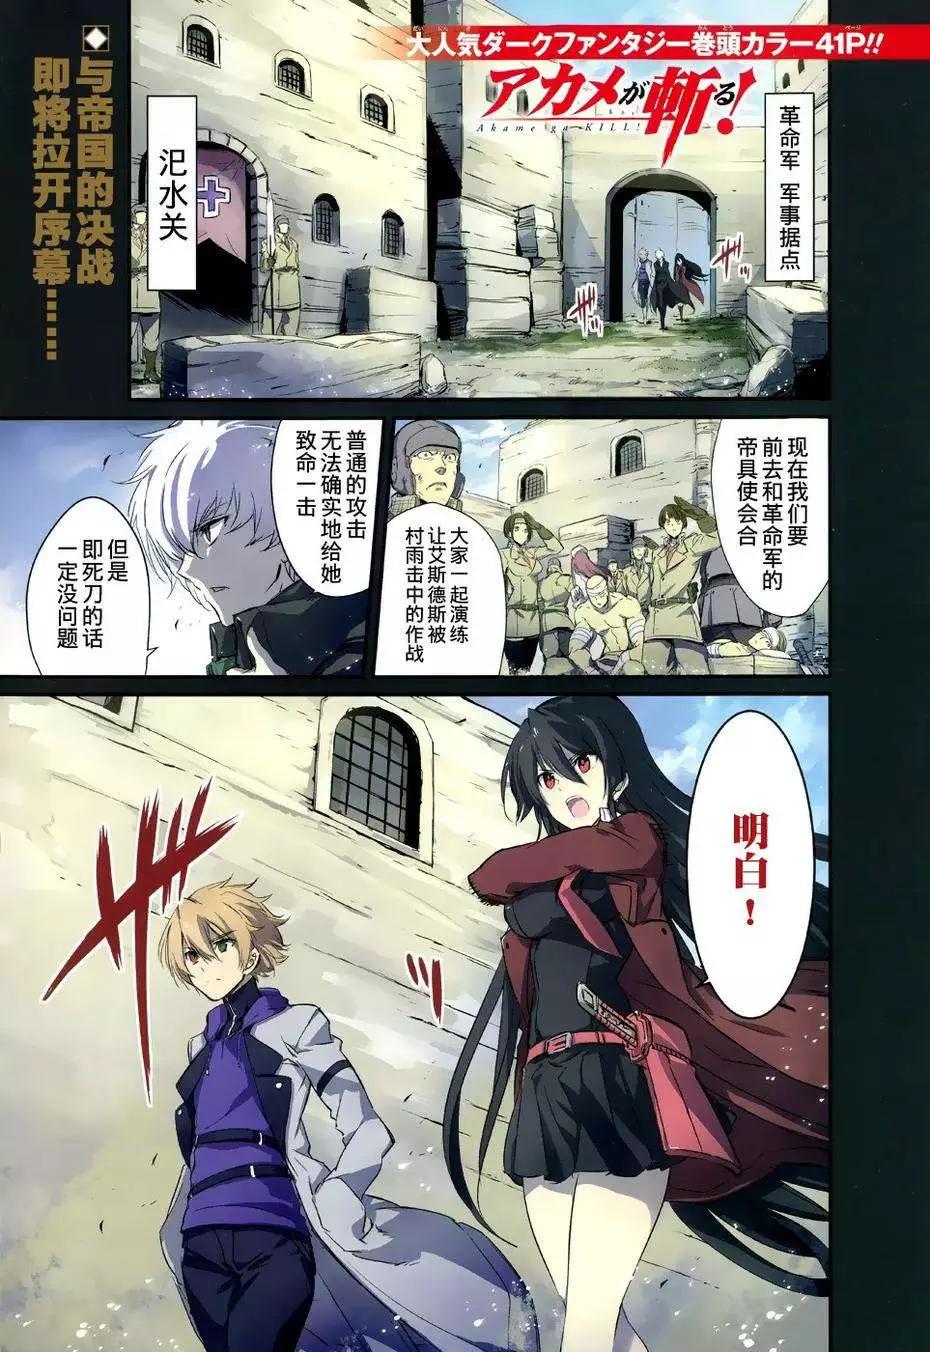 大人気ダークファンタジー巻頭カラー41P!!
アカメが斬る!
Akame ga KILL!
革命军 军事据点
汜水关
与帝国的决战
即将拉开序幕……
现在我们要
前去和革命军的
帝具使会合
大家一起演练
让艾斯德斯被
村雨击中的作战
普通的攻击
无法确实地给她
致命一击
但是
即死刀的话
一定没问题
明白！